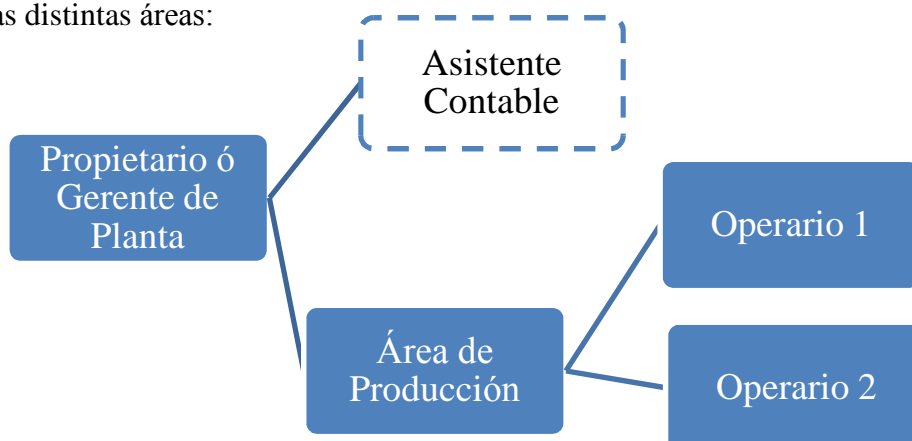 as distintas áreas:
Asistente
Contable
Propietario ó
Gerente de
Planta
Operario 1
Área de
Producción
Operario 2